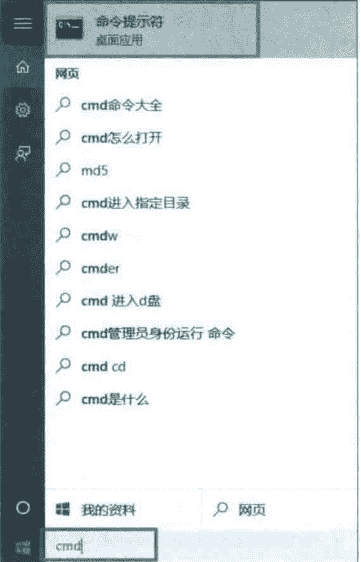 命令提示符
桌面应用
网页
cmd命令大全
cmd怎么打开
md5
cmd进入指定目录
cmdw
cmder
cmd 进入d盘
cmd管理员身份运行 命令
cmd cd
cmd是什么
我的资料
网页
cmd